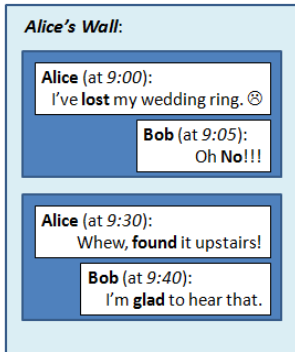 Alice's Wall:
Alice (at 9:00):
I've lost my wedding ring. ☹
Bob (at 9:05):
Oh No!!!
Alice (at 9:30):
Whew, found it upstairs!
Bob (at 9:40):
I'm glad to hear that.